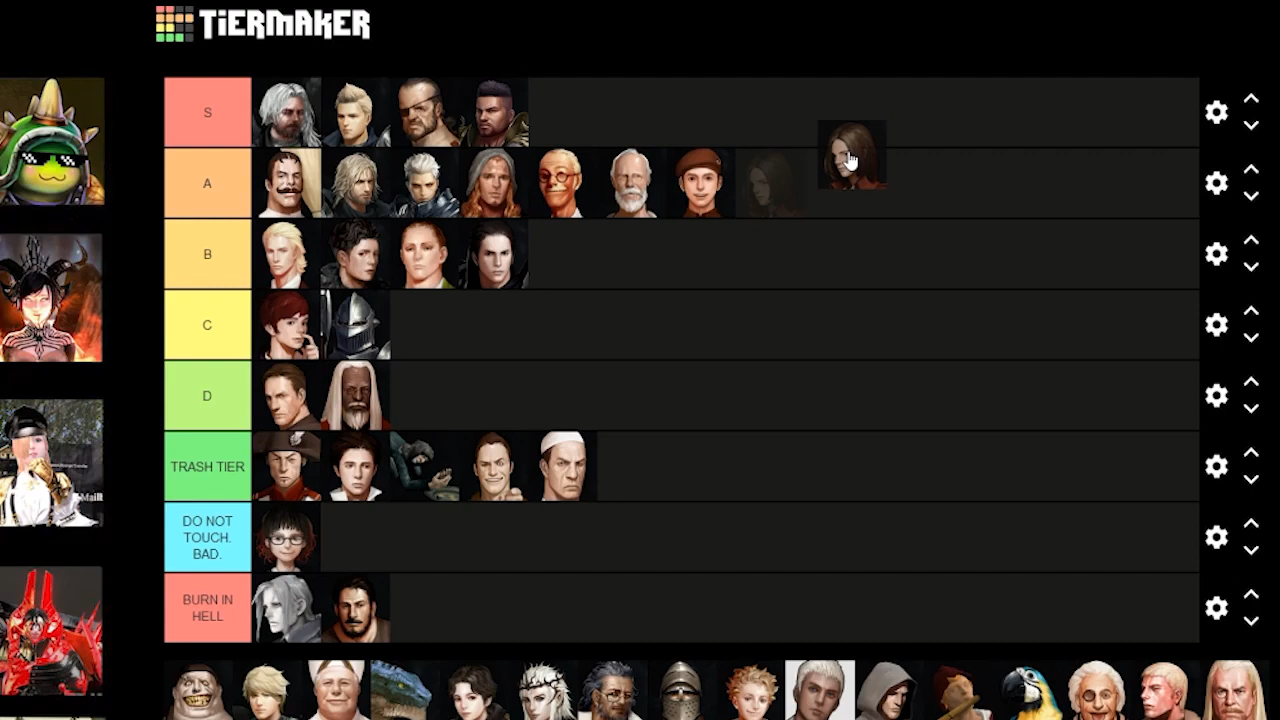 TiERMAKER
S
A
B
C
D
TRASH TIER
DO NOT
TOUCH.
BAD.
BURN IN
HELL